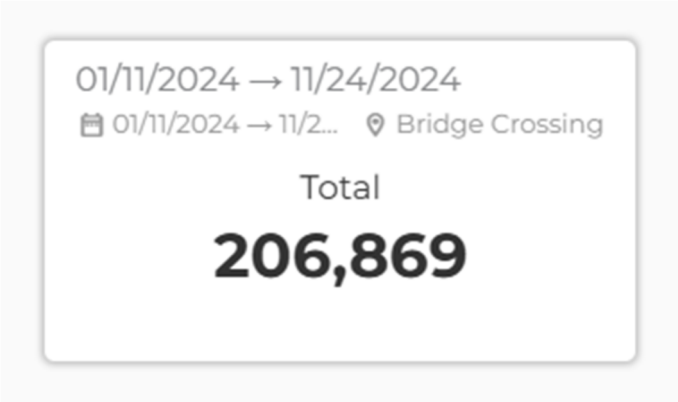 01/11/2024 → 11/24/2024
01/11/2024 → 11/2... Bridge Crossing
Total
206,869